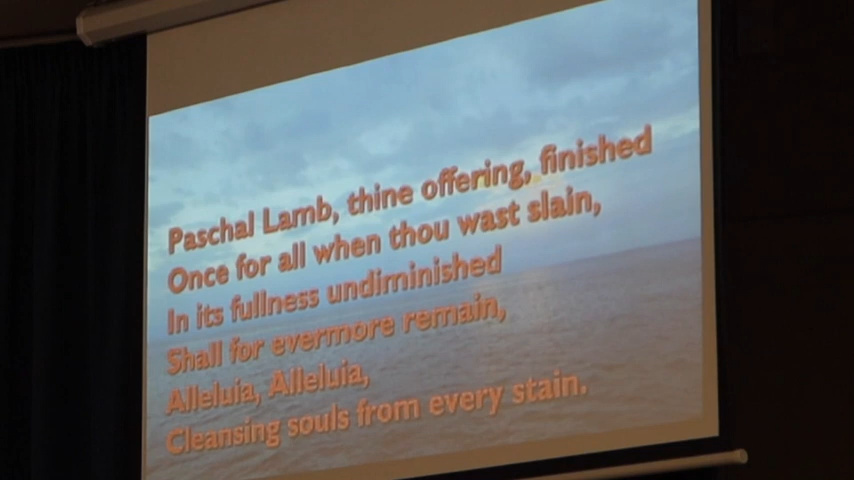 Paschal Lamb, thine offering, finished
Once for all when thou wast slain,
In its fullness undiminished
Shall for evermore remain,
Alleluia, Alleluia,
Cleansing souls from every stain.